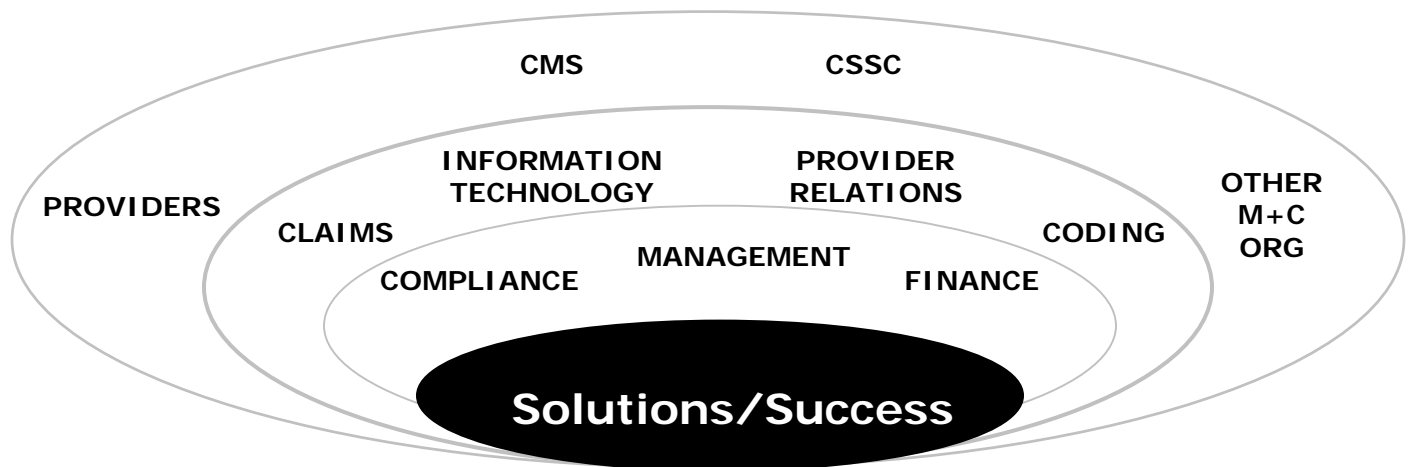 CMS
CSSC
INFORMATION
TECHNOLOGY
PROVIDER
RELATIONS
PROVIDERS
OTHER
M+C
ORG
CLAIMS
CODING
MANAGEMENT
COMPLIANCE
FINANCE
Solutions/Success